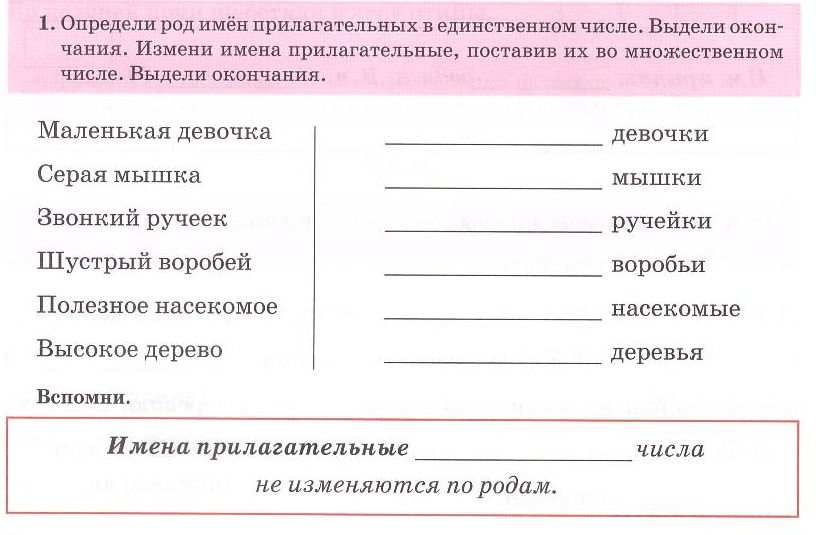 1. Определи род имён прилагательных в единственном числе. Выдели окон-
чания. Измени имена прилагательные, поставив их во множественном
числе. Выдели окончания.
Маленькая девочка ____________ девочки
Серая мышка ____________ мышки
Звонкий ручеек ____________ ручейки
Шустрый воробей ____________ воробьи
Полезное насекомое ____________ насекомые
Высокое дерево ____________ деревья
Вспомни.
Имена прилагательные ____________ числа
не изменяются по родам.